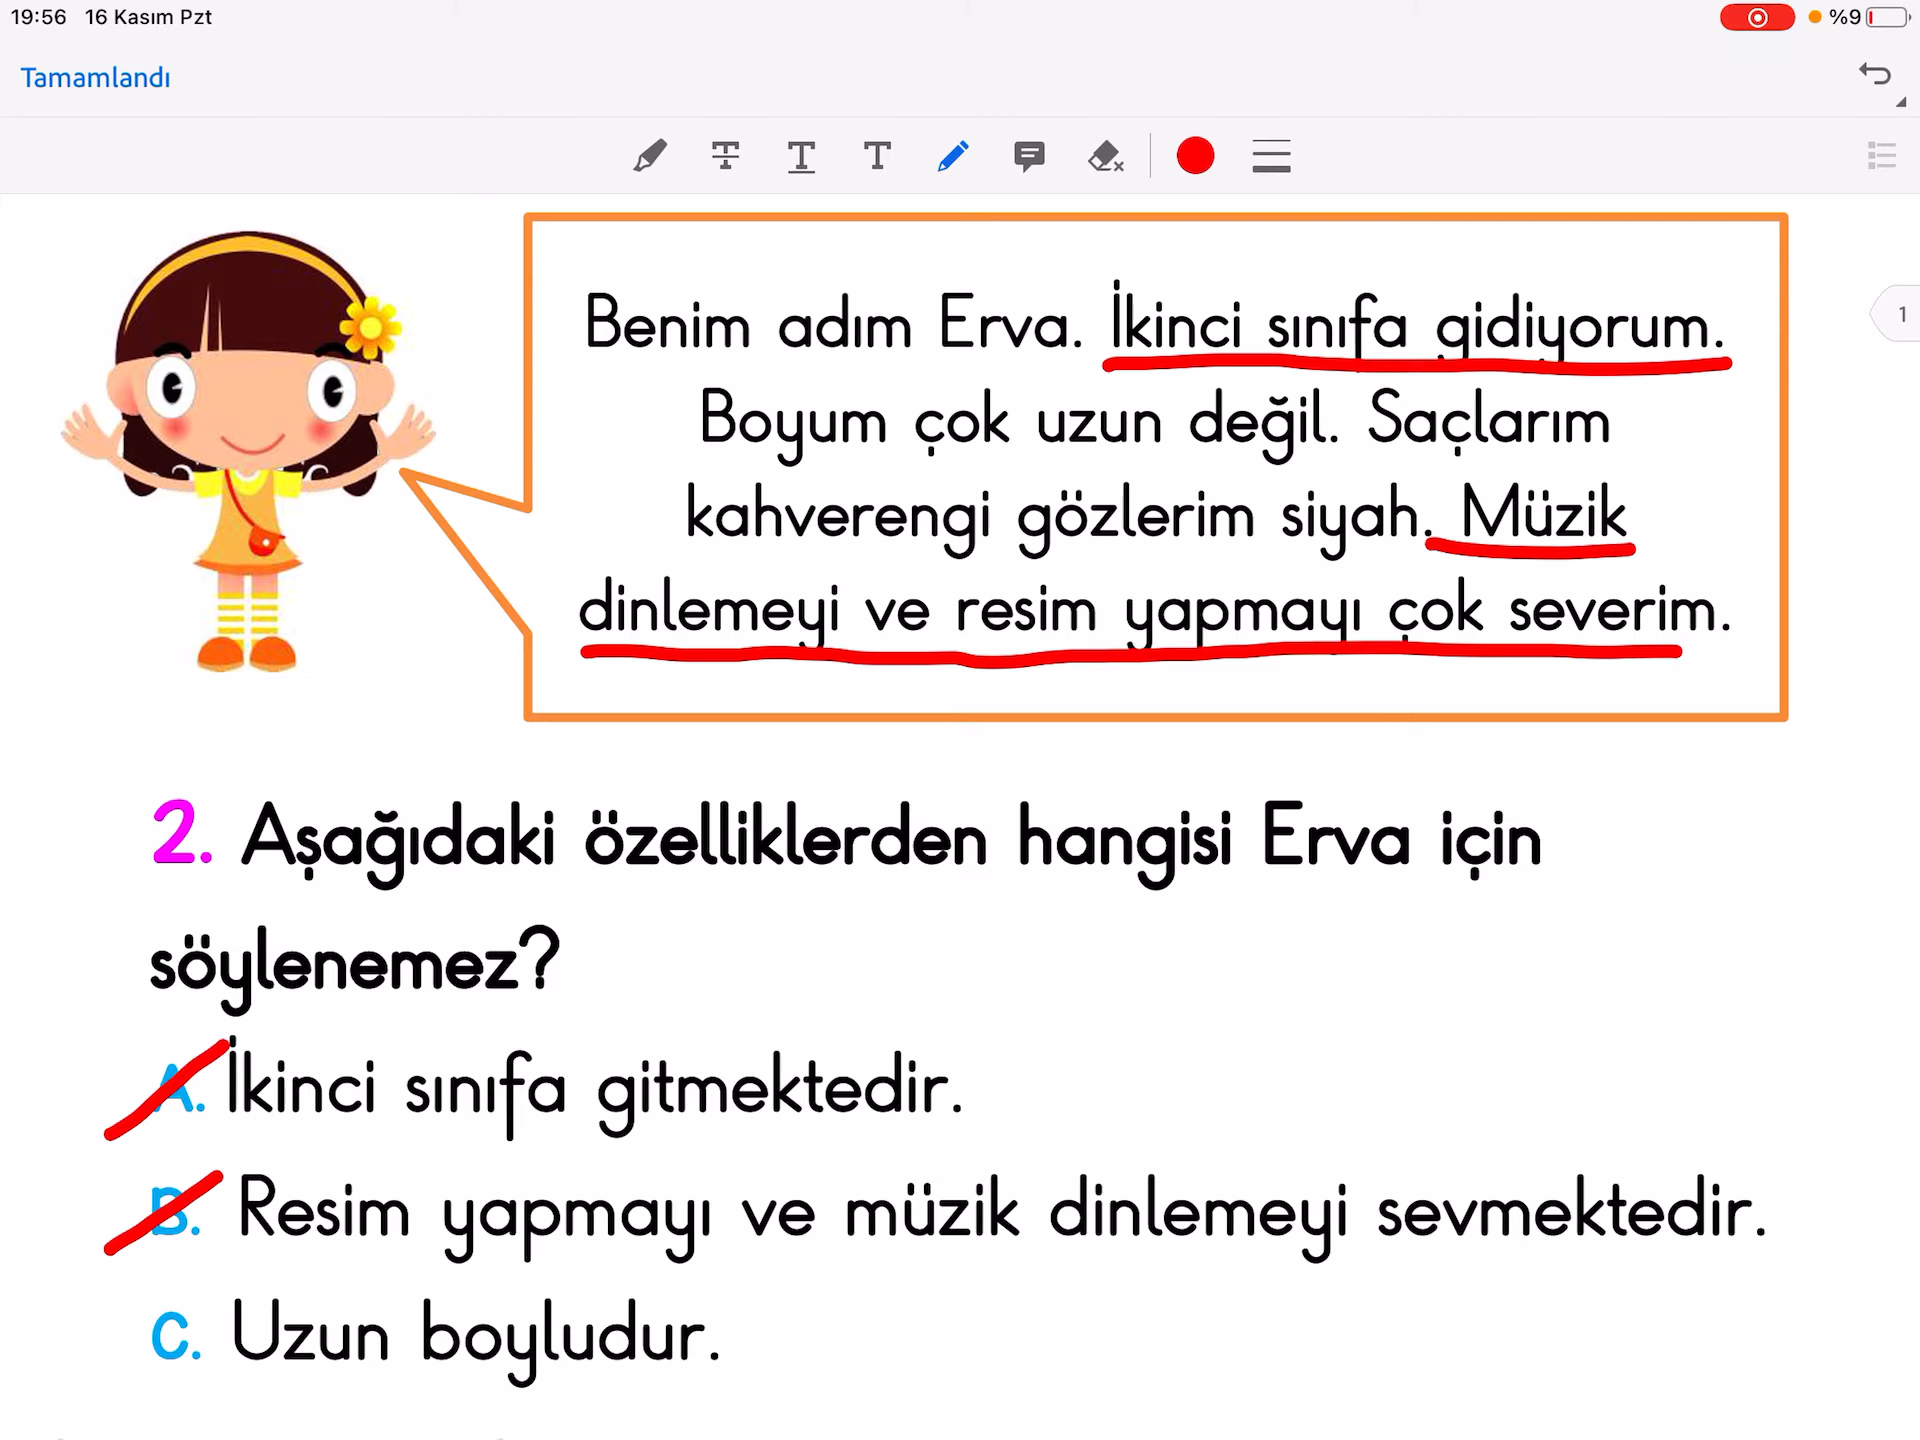 19:56 16 Kasım Pzt
%9
Tamamlandı
T T T
1
Benim adım Erva. İkinci sınıfa gidiyorum.
Boyum çok uzun değil. Saçlarım
kahverengi gözlerim siyah. Müzik
dinlemeyi ve resim yapmayı çok severim.
2. Aşağıdaki özelliklerden hangisi Erva için
söylenemez?
A. İkinci sınıfa gitmektedir.
B. Resim yapmayı ve müzik dinlemeyi sevmektedir.
C. Uzun boyludur.